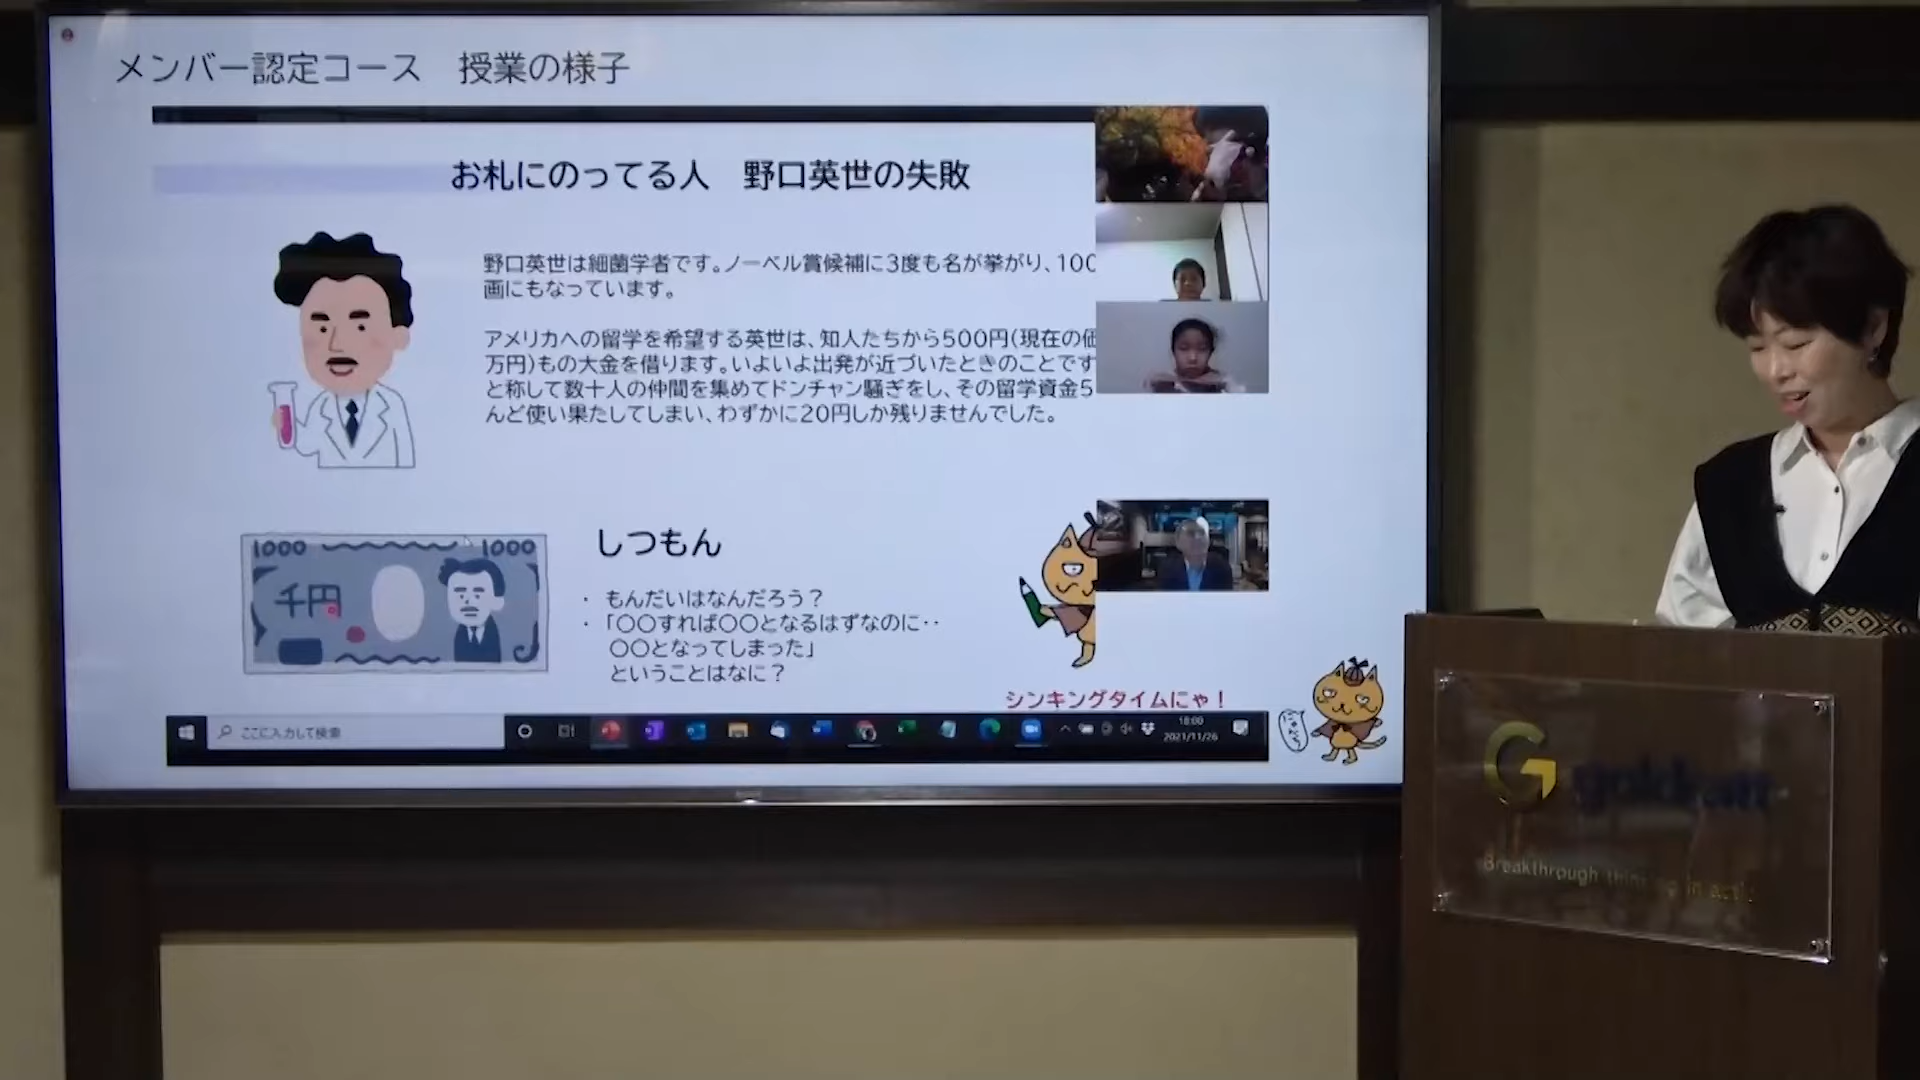 メンバー認定コース　授業の様子
お札にのってる人　野口英世の失敗
野口英世は細菌学者です。ノーベル賞候補に3度も名が挙がり、100
画にもなっています。
アメリカへの留学を希望する英世は、知人たちから500円(現在の価
万円)もの大金を借ります。いよいよ出発が近づいたときのことです
と称して数十人の仲間を集めてドンチャン騒ぎをし、その留学資金5
んど使い果たしてしまい、わずかに20円しか残りませんでした。
1000 1000
千円
しつもん
・ もんだいはなんだろう？
・ 「〇〇すれば〇〇となるはずなのに‥
〇〇となってしまった」
ということはなに？
シンキングタイムにゃ！
ここに入力して検索
18:00
2021/11/26
G goldratt
Breakthrough thinking in action